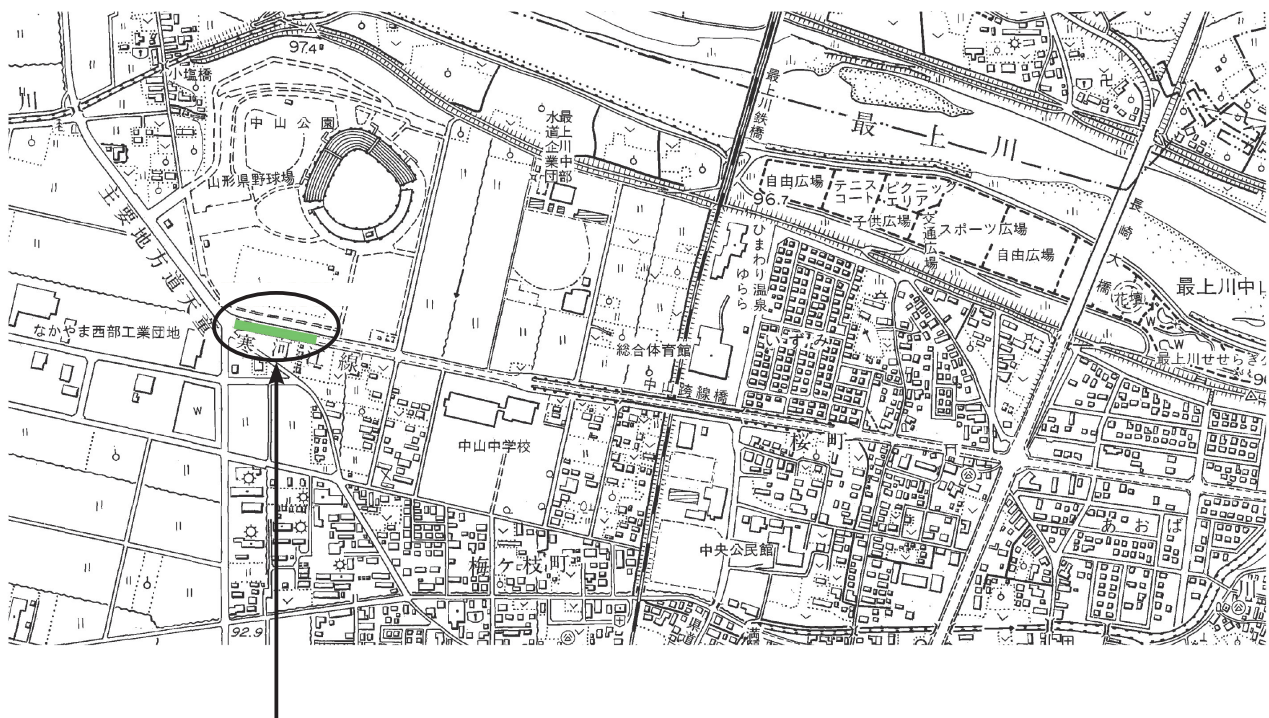 97.4
小塩橋
川
中山公園
山形県野球場
最上川中部
水道企業団
最上川鉄橋
最上川
自由広場
テニス
コート
ピクニック
エリア
96.7
子供広場
交通広場
スポーツ広場
自由広場
長崎大橋
花壇
最上川中
最上川せせらぎ
ひまわり温泉
ゆらら
いずみ
主要地方道天童
寒河江線
なかやま西部工業団地
総合体育館
中山跨線橋
中山中学校
桜町
あおば
中央公民館
梅ケ枝町
92.9
県道